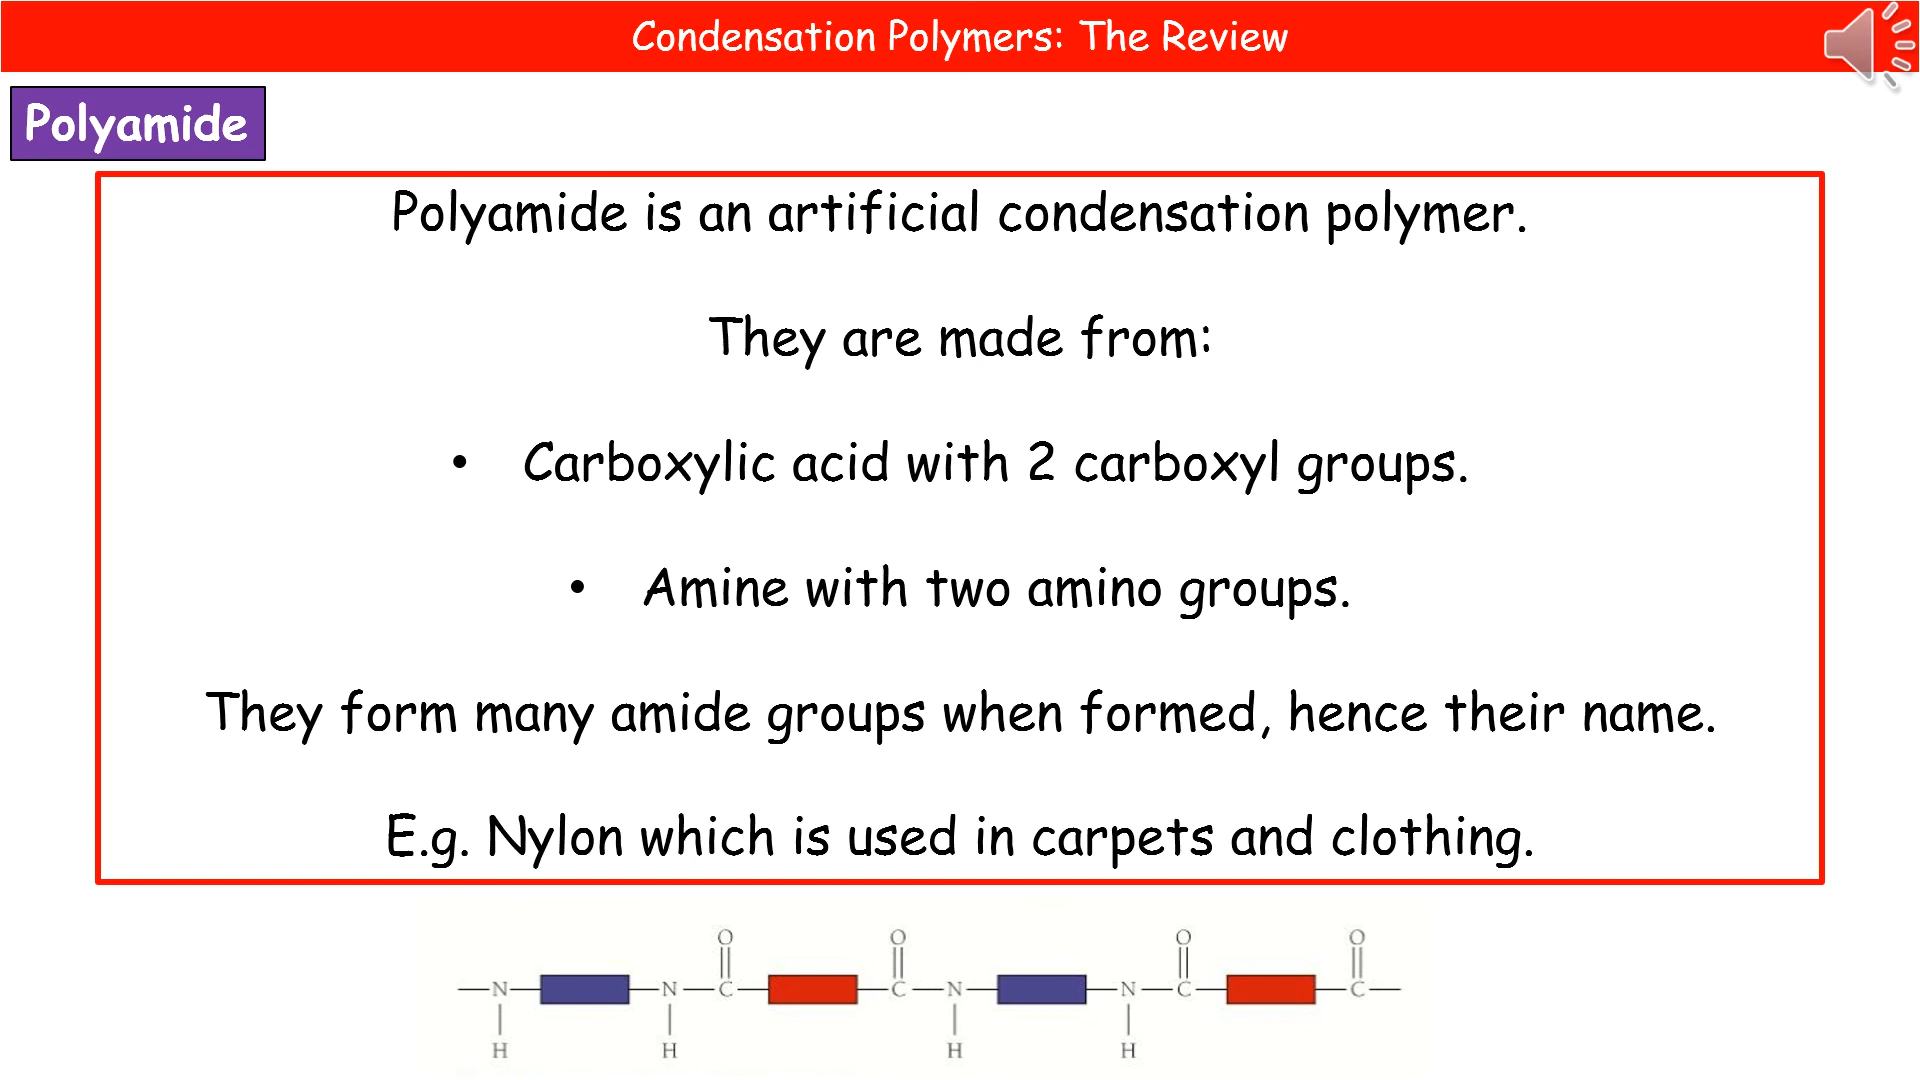 Condensation Polymers: The Review
Polyamide
Polyamide is an artificial condensation polymer.
They are made from:
• Carboxylic acid with 2 carboxyl groups.
• Amine with two amino groups.
They form many amide groups when formed, hence their name.
E.g. Nylon which is used in carpets and clothing.
O O O O
N N C C N N C C
H H H H